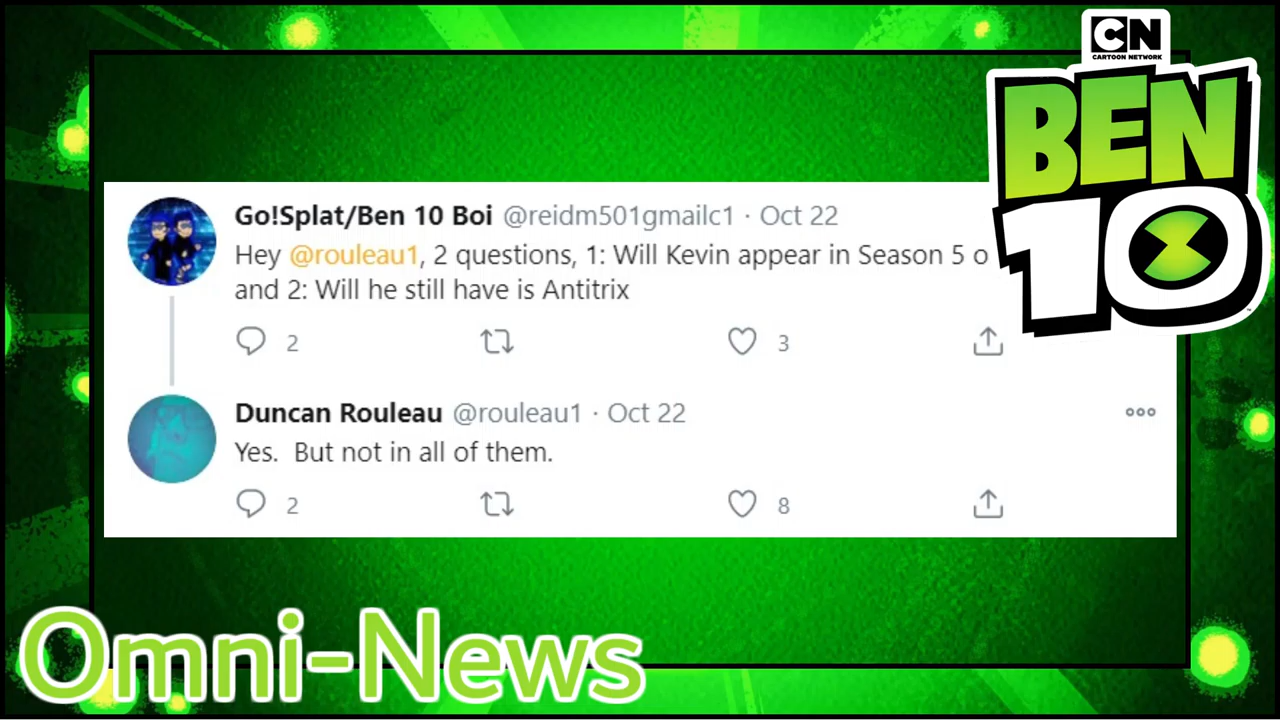 CN
CARTOON NETWORK
BEN
10
Go!Splat/Ben 10 Boi @reidm501gmailc1 · Oct 22
Hey @rouleau1, 2 questions, 1: Will Kevin appear in Season 5 o
and 2: Will he still have is Antitrix
2 3
Duncan Rouleau @rouleau1 · Oct 22
Yes. But not in all of them.
2 8
Omni-News